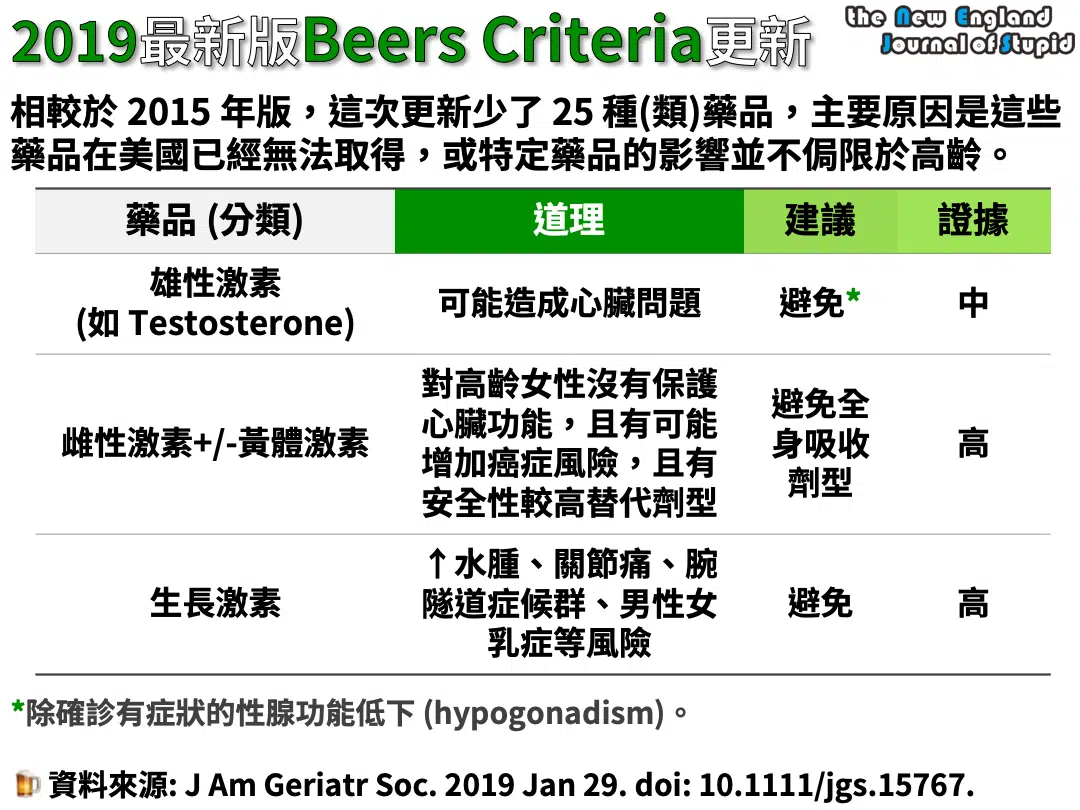 2019最新版Beers Criteria更新
the New England
Journal of Stupid
相較於 2015 年版，這次更新少了 25 種(類)藥品，主要原因是這些
藥品在美國已經無法取得，或特定藥品的影響並不侷限於高齡。
藥品 (分類) 道理 建議 證據
雄性激素
(如 Testosterone)
可能造成心臟問題
避免*
中
雌性激素+/-黃體激素
對高齡女性沒有保護
心臟功能，且有可能
增加癌症風險，且有
安全性較高替代劑型
避免全
身吸收
劑型
高
生長激素
↑水腫、關節痛、腕
隧道症候群、男性女
乳症等風險
避免
高
*除確診有症狀的性腺功能低下 (hypogonadism)。
資料來源: J Am Geriatr Soc. 2019 Jan 29. doi: 10.1111/jgs.15767.